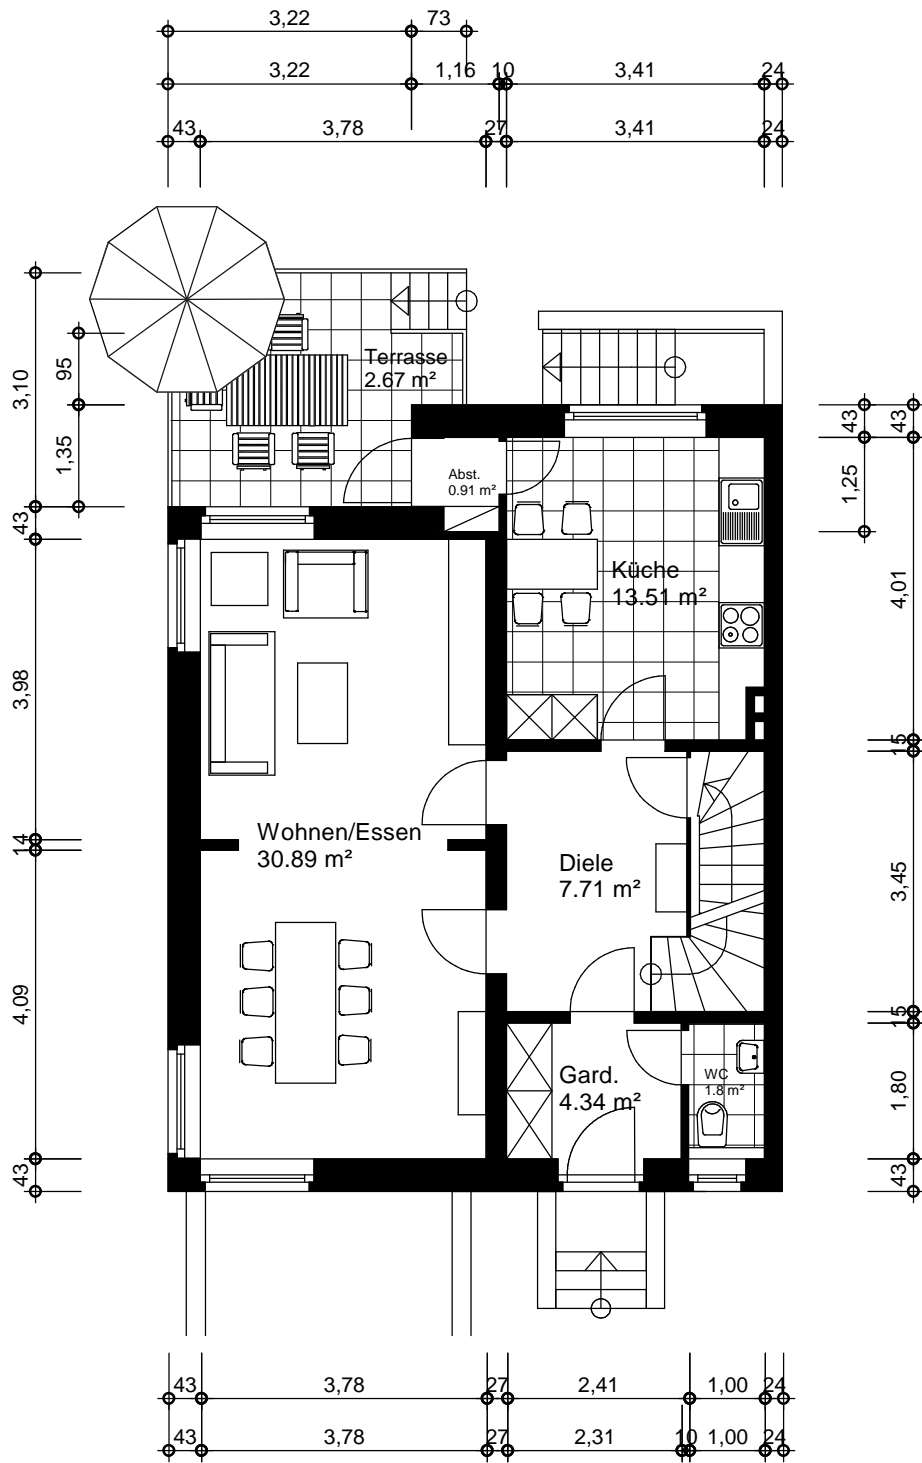 3,22 73
3,22 1,16 10 3,41 24
43 3,78 27 3,41 24
3,10
95
1,35
43
3,98
14
4,09
43
Terrasse
2.67 m²
Abst.
0.91 m²
Küche
13.51 m²
Wohnen/Essen
30.89 m²
Diele
7.71 m²
Gard.
4.34 m²
WC
1.8 m²
43
1,25
43
4,01
15
3,45
15
1,80
43
43 3,78 27 2,41 1,00 24
43 3,78 27 2,31 10 1,00 24